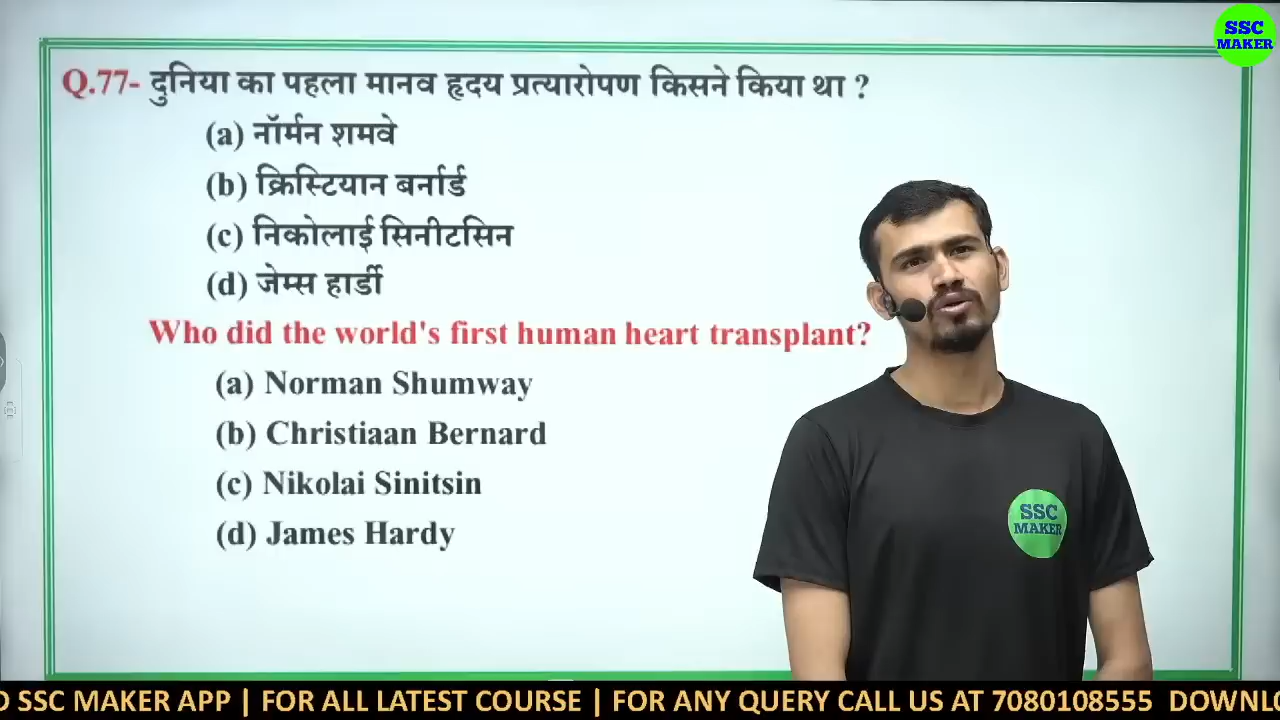 SSC
MAKER
Q.77- दुनिया का पहला मानव हृदय प्रत्यारोपण किसने किया था ?
(a) नॉर्मन शमवे
(b) क्रिस्टियान बर्नार्ड
(c) निकोलाई सिनीटसिन
(d) जेम्स हार्डी
Who did the world's first human heart transplant?
(a) Norman Shumway
(b) Christiaan Bernard
(c) Nikolai Sinitsin
(d) James Hardy
SSC
MAKER
SSC MAKER APP | FOR ALL LATEST COURSE | FOR ANY QUERY CALL US AT 7080108555